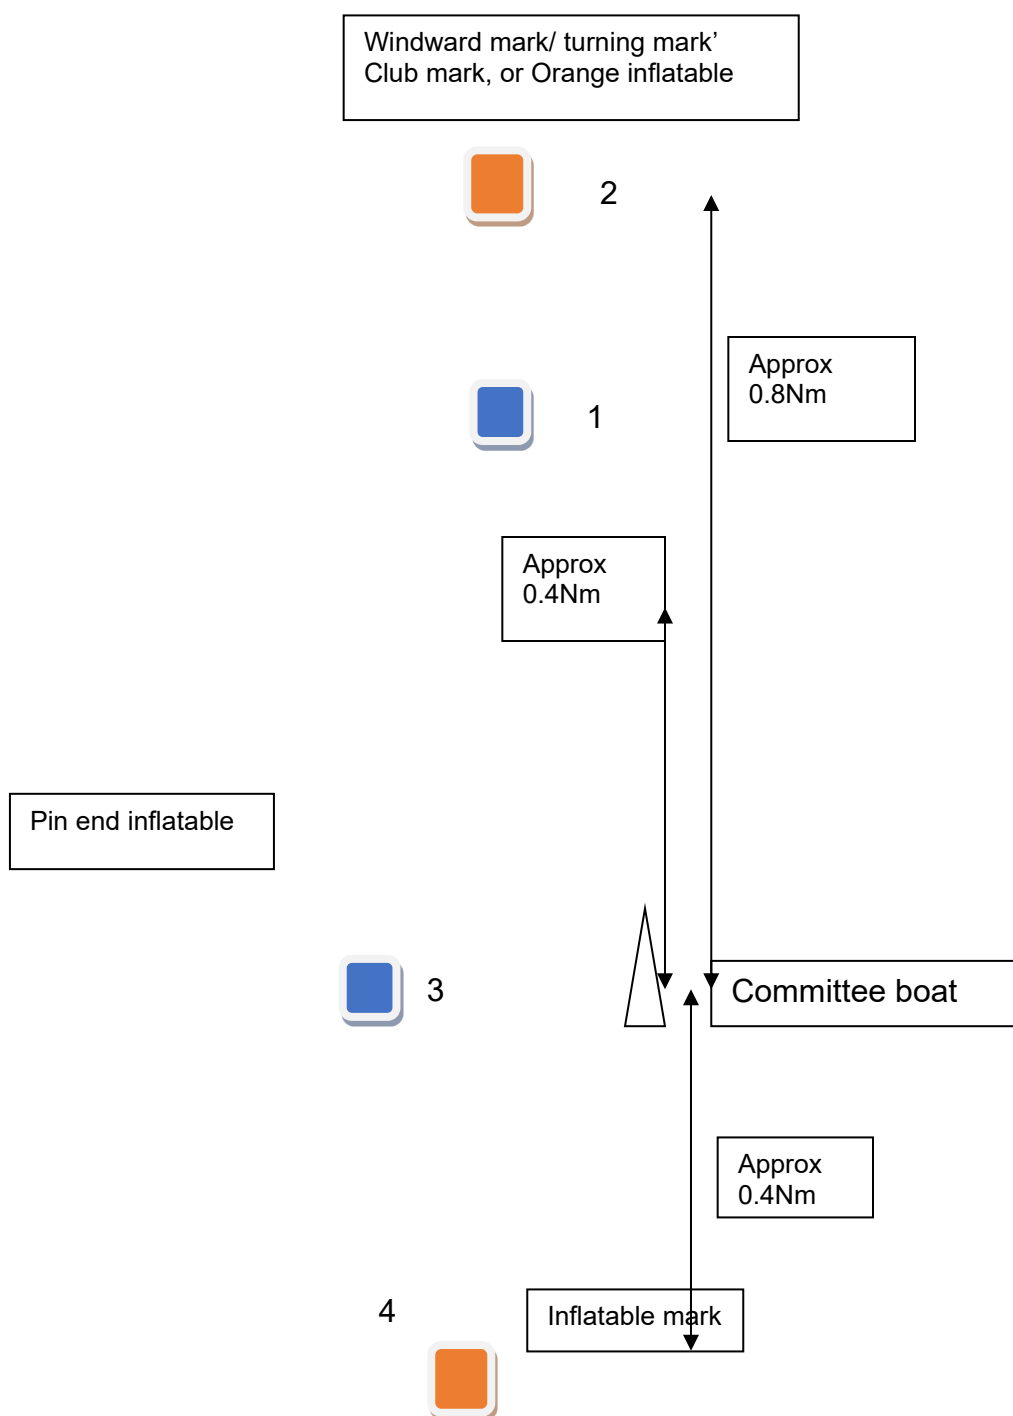 Windward mark/ turning mark’
Club mark, or Orange inflatable
2
Approx
0.8Nm
1
Approx
0.4Nm
Pin end inflatable
3
Committee boat
Approx
0.4Nm
4
Inflatable mark